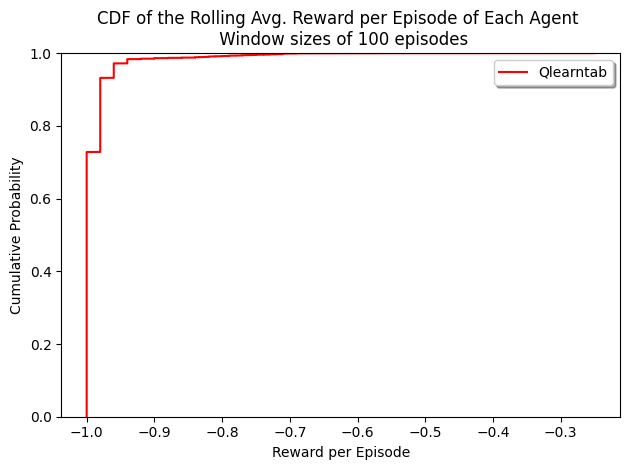 CDF of the Rolling Avg. Reward per Episode of Each Agent
Window sizes of 100 episodes
Qlearntab
1.0
0.8
0.6
0.4
0.2
0.0
Cumulative Probability
−1.0 −0.9 −0.8 −0.7 −0.6 −0.5 −0.4 −0.3
Reward per Episode